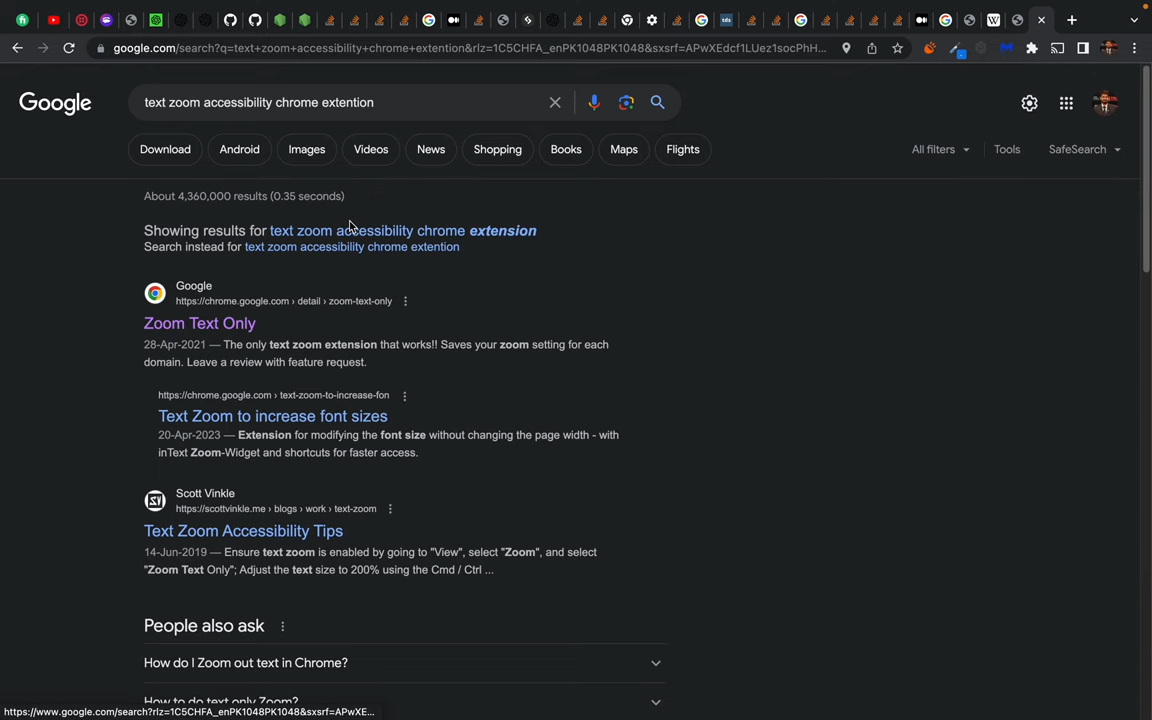 google.com/search?q=text+zoom+accessibility+chrome+extention&rlz=1C5CHFA_enPK1048PK1048&sxsrf=APwXEdcf1LUez1socPhH...
Google
text zoom accessibility chrome extention
Download
Android
Images
Videos
News
Shopping
Books
Maps
Flights
All filters
Tools
SafeSearch
About 4,360,000 results (0.35 seconds)
Showing results for text zoom accessibility chrome extension
Search instead for text zoom accessibility chrome extention
Google
https://chrome.google.com › detail › zoom-text-only
Zoom Text Only
28-Apr-2021 — The only text zoom extension that works!! Saves your zoom setting for each
domain. Leave a review with feature request.
https://chrome.google.com › text-zoom-to-increase-fon
Text Zoom to increase font sizes
20-Apr-2023 — Extension for modifying the font size without changing the page width - with
inText Zoom-Widget and shortcuts for faster access.
Scott Vinkle
https://scottvinkle.me › blogs › work › text-zoom
Text Zoom Accessibility Tips
14-Jun-2019 — Ensure text zoom is enabled by going to "View", select "Zoom", and select
"Zoom Text Only"; Adjust the text size to 200% using the Cmd / Ctrl ...
People also ask
How do I Zoom out text in Chrome?
How to do text only Zoom?
https://www.google.com/search?rlz=1C5CHFA_enPK1048PK1048&sxsrf=APwXE...